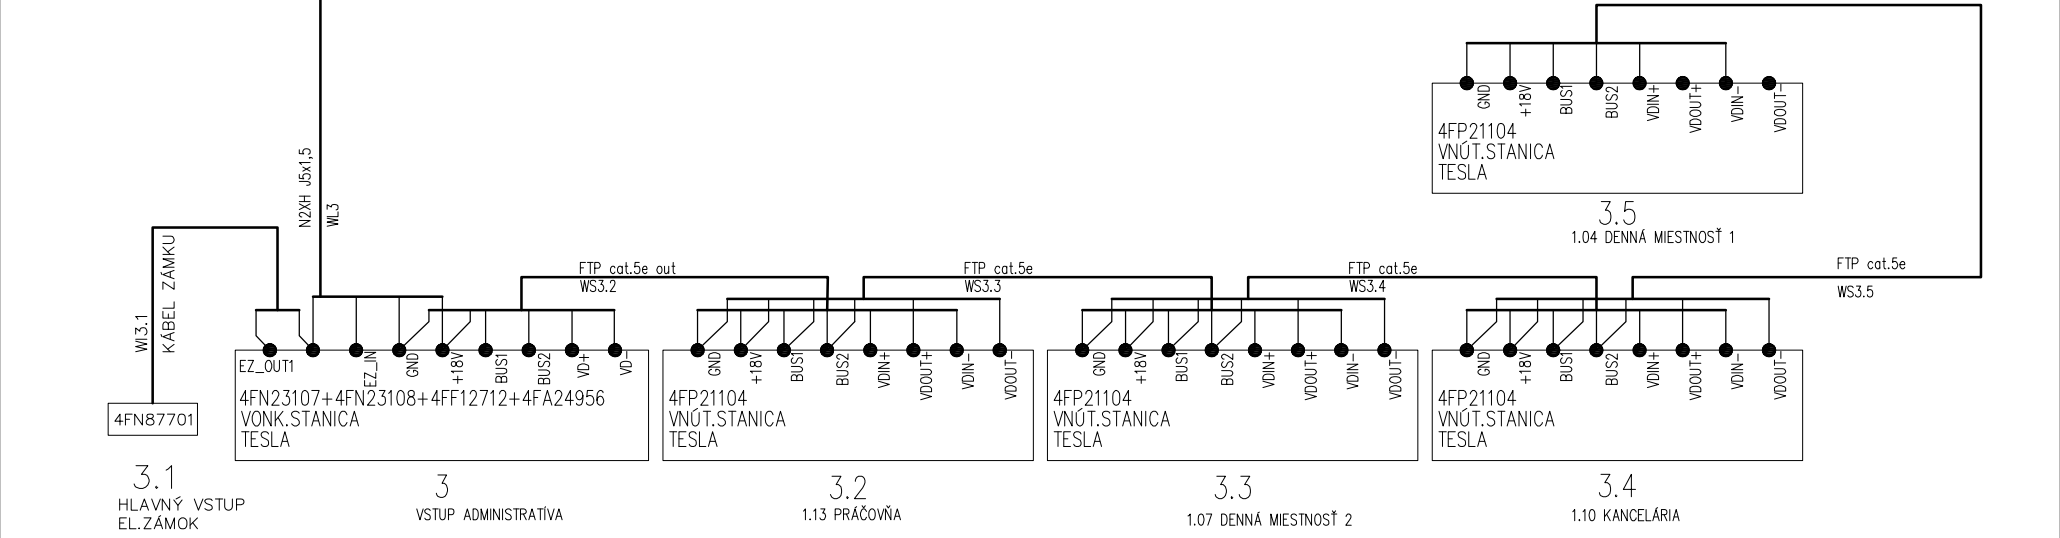 GND
+18V
BUS1
BUS2
VDIN+
VDOUT+
VDIN-
VDOUT-
4FP21104
VNÚT.STANICA
TESLA
3.5
1.04 DENNÁ MIESTNOSŤ 1
N2XH J5x1,5
WL3
WI3.1
KÁBEL ZÁMKU
FTP cat.5e out
WS3.2
FTP cat.5e
WS3.3
FTP cat.5e
WS3.4
FTP cat.5e
WS3.5
4FN87701
3.1
HLAVNÝ VSTUP
EL.ZÁMOK
EZ_OUT1
EZ_IN
GND
+18V
BUS1
BUS2
VD+
VD-
4FN23107+4FN23108+4FF12712+4FA24956
VONK.STANICA
TESLA
3
VSTUP ADMINISTRATÍVA
GND
+18V
BUS1
BUS2
VDIN+
VDOUT+
VDIN-
VDOUT-
4FP21104
VNÚT.STANICA
TESLA
3.2
1.13 PRÁČOVŇA
GND
+18V
BUS1
BUS2
VDIN+
VDOUT+
VDIN-
VDOUT-
4FP21104
VNÚT.STANICA
TESLA
3.3
1.07 DENNÁ MIESTNOSŤ 2
GND
+18V
BUS1
BUS2
VDIN+
VDOUT+
VDIN-
VDOUT-
4FP21104
VNÚT.STANICA
TESLA
3.4
1.10 KANCELÁRIA